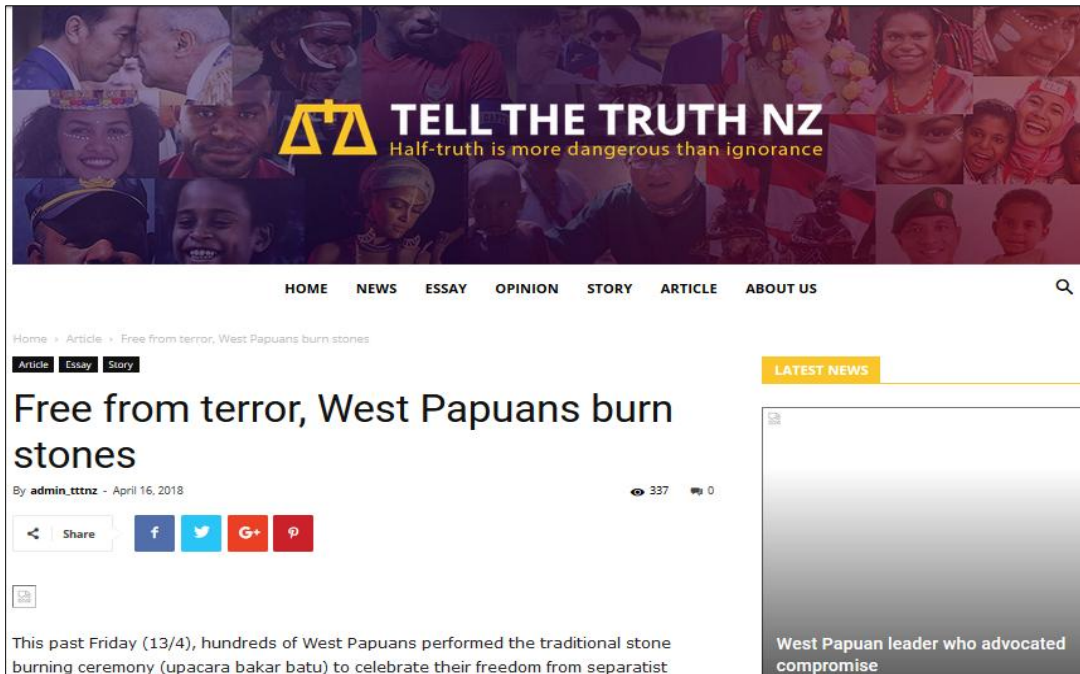 TELL THE TRUTH NZ
Half-truth is more dangerous than ignorance
HOME NEWS ESSAY OPINION STORY ARTICLE ABOUT US
Home › Article › Free from terror, West Papuans burn stones
Article Essay Story
Free from terror, West Papuans burn
stones
By admin_tttnz - April 16, 2018
337 0
Share
f G+
This past Friday (13/4), hundreds of West Papuans performed the traditional stone
burning ceremony (upacara bakar batu) to celebrate their freedom from separatist
LATEST NEWS
West Papuan leader who advocated
compromise